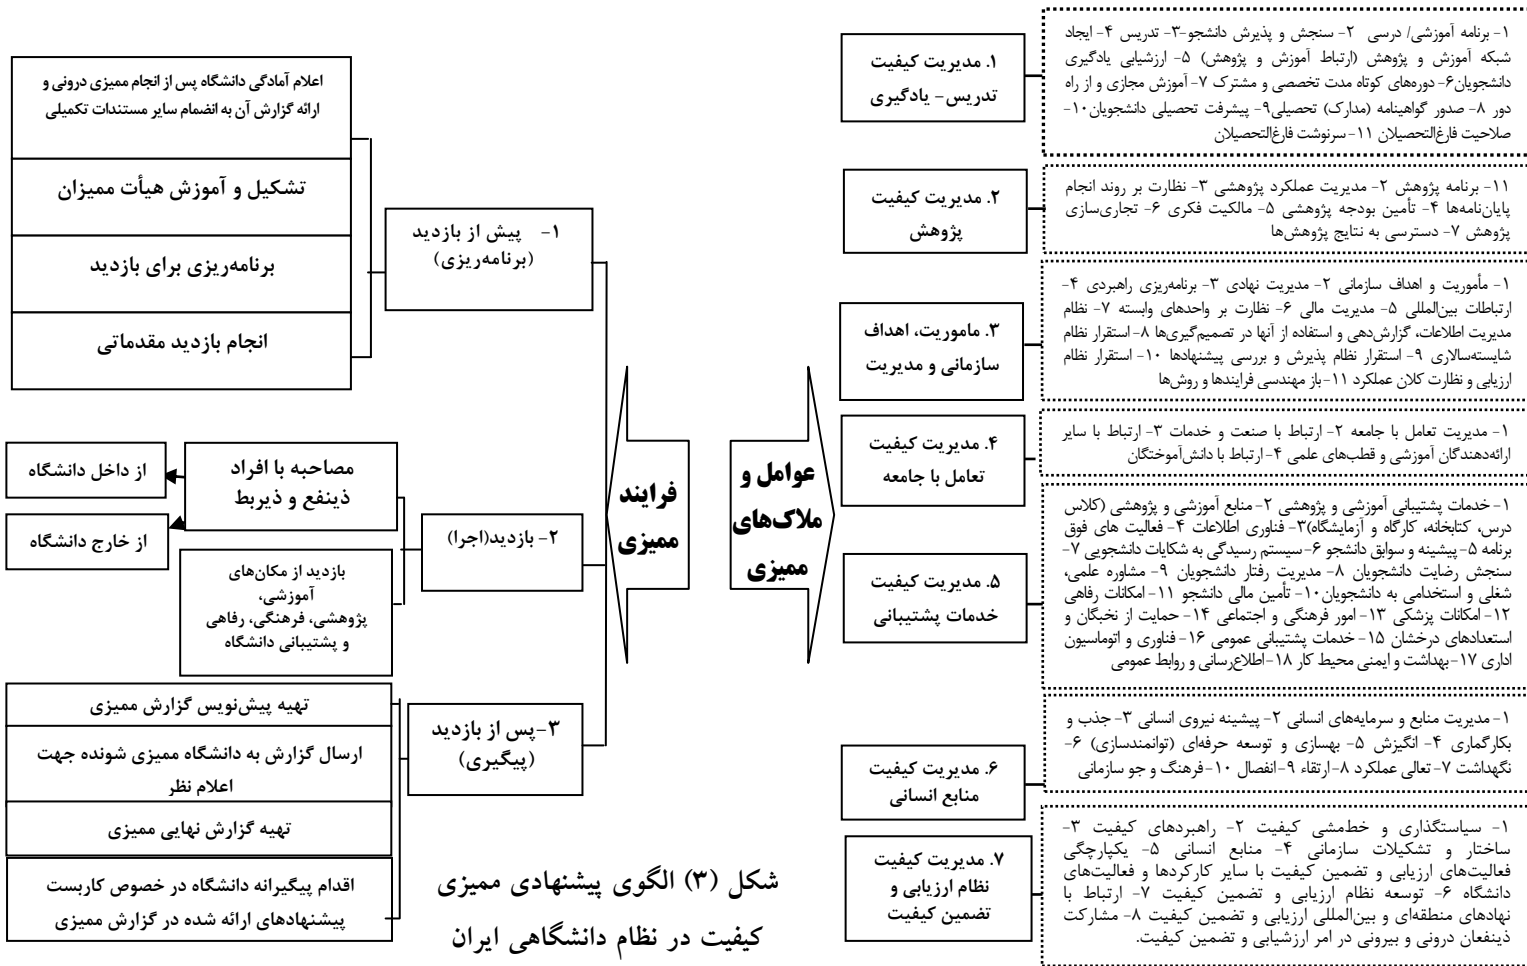 ۱- برنامه آموزشی/ درسی ۲- سنجش و پذیرش دانشجو-۳- تدریس ۴- ایجاد
شبکه آموزش و پژوهش (ارتباط آموزش و پژوهش) ۵- ارزشیابی یادگیری
دانشجویان۶- دوره‌های کوتاه مدت تخصصی و مشترک ۷- آموزش مجازی و از راه
دور ۸- صدور گواهینامه (مدارک) تحصیلی۹- پیشرفت تحصیلی دانشجویان۱۰-
صلاحیت فارغ‌التحصیلان ۱۱- سرنوشت فارغ‌التحصیلان
۱. مدیریت کیفیت
تدریس- یادگیری
۱۱- برنامه پژوهش ۲- مدیریت عملکرد پژوهشی ۳- نظارت بر روند انجام
پایان‌نامه‌ها ۴- تأمین بودجه پژوهشی ۵- مالکیت فکری ۶- تجاری‌سازی
پژوهش ۷- دسترسی به نتایج پژوهش‌ها
۲. مدیریت کیفیت
پژوهش
۱- مأموریت و اهداف سازمانی ۲- مدیریت نهادی ۳- برنامه‌ریزی راهبردی ۴-
ارتباطات بین‌المللی ۵- مدیریت مالی ۶- نظارت بر واحدهای وابسته ۷- نظام
مدیریت اطلاعات، گزارش‌دهی و استفاده از آنها در تصمیم‌گیری‌ها ۸- استقرار نظام
شایسته‌سالاری ۹- استقرار نظام پذیرش و بررسی پیشنهادها ۱۰- استقرار نظام
ارزیابی و نظارت کلان عملکرد ۱۱- باز مهندسی فرایندها و روش‌ها
۳. ماموریت، اهداف
سازمانی و مدیریت
۱- مدیریت تعامل با جامعه ۲- ارتباط با صنعت و خدمات ۳- ارتباط با سایر
ارائه‌دهندگان آموزشی و قطب‌های علمی ۴- ارتباط با دانش‌آموختگان
۴. مدیریت کیفیت
تعامل با جامعه
۱- خدمات پشتیبانی آموزشی و پژوهشی ۲- منابع آموزشی و پژوهشی (کلاس
درس، کتابخانه، کارگاه و آزمایشگاه)۳- فناوری اطلاعات ۴- فعالیت های فوق
برنامه ۵- پیشینه و سوابق دانشجو ۶- سیستم رسیدگی به شکایات دانشجویی ۷-
سنجش رضایت دانشجویان ۸- مدیریت رفتار دانشجویان ۹- مشاوره علمی،
شغلی و استخدامی به دانشجویان۱۰- تأمین مالی دانشجو ۱۱- امکانات رفاهی
۱۲- امکانات پزشکی ۱۳- امور فرهنگی و اجتماعی ۱۴- حمایت از نخبگان و
استعدادهای درخشان ۱۵- خدمات پشتیبانی عمومی ۱۶- فناوری و اتوماسیون
اداری ۱۷- بهداشت و ایمنی محیط کار ۱۸- اطلاع‌رسانی و روابط عمومی
۵. مدیریت کیفیت
خدمات پشتیبانی
۱- مدیریت منابع و سرمایه‌های انسانی ۲- پیشینه نیروی انسانی ۳- جذب و
بکارگماری ۴- انگیزش ۵- بهسازی و توسعه حرفه‌ای (توانمندسازی) ۶-
نگهداشت ۷- تعالی عملکرد ۸- ارتقاء ۹- انفصال ۱۰- فرهنگ و جو سازمانی
۶. مدیریت کیفیت
منابع انسانی
۱- سیاستگذاری و خط‌مشی کیفیت ۲- راهبردهای کیفیت ۳-
ساختار و تشکیلات سازمانی ۴- منابع انسانی ۵- یکپارچگی
فعالیت‌های ارزیابی و تضمین کیفیت با سایر کارکردها و فعالیت‌های
دانشگاه ۶- توسعه نظام ارزیابی و تضمین کیفیت ۷- ارتباط با
نهادهای منطقه‌ای و بین‌المللی ارزیابی و تضمین کیفیت ۸- مشارکت
ذینفعان درونی و بیرونی در امر ارزشیابی و تضمین کیفیت.
۷. مدیریت کیفیت
نظام ارزیابی و
تضمین کیفیت
عوامل و
ملاک‌های
ممیزی
فرایند
ممیزی
۱- پیش از بازدید
(برنامه‌ریزی)
اعلام آمادگی دانشگاه پس از انجام ممیزی درونی و
ارائه گزارش آن به انضمام سایر مستندات تکمیلی
تشکیل و آموزش هیأت ممیزان
برنامه‌ریزی برای بازدید
انجام بازدید مقدماتی
۲- بازدید(اجرا)
مصاحبه با افراد
ذینفع و ذیربط
از داخل دانشگاه
از خارج دانشگاه
بازدید از مکان‌های
آموزشی،
پژوهشی، فرهنگی، رفاهی
و پشتیبانی دانشگاه
۳-پس از بازدید
(پیگیری)
تهیه پیش‌نویس گزارش ممیزی
ارسال گزارش به دانشگاه ممیزی شونده جهت
اعلام نظر
تهیه گزارش نهایی ممیزی
اقدام پیگیرانه دانشگاه در خصوص کاربست
پیشنهادهای ارائه شده در گزارش ممیزی
شکل (۳) الگوی پیشنهادی ممیزی
کیفیت در نظام دانشگاهی ایران